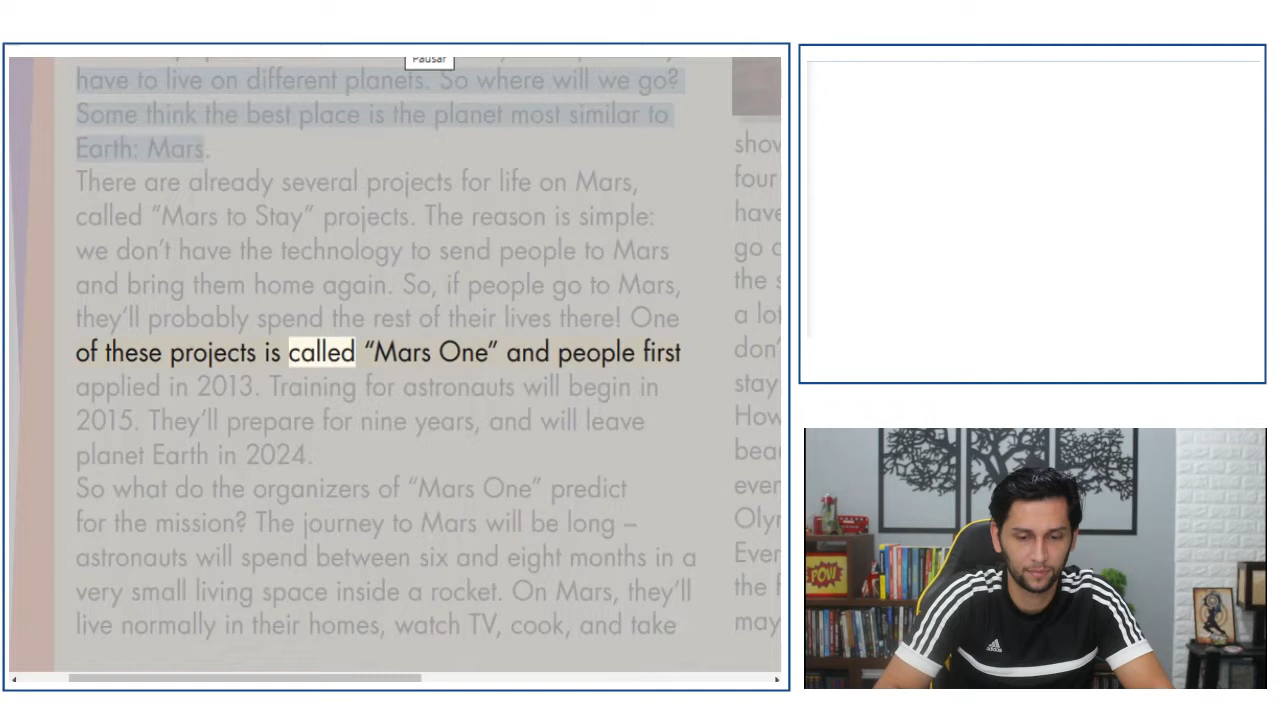 Pausar
have to live on different planets. So where will we go?
Some think the best place is the planet most similar to
Earth: Mars.
There are already several projects for life on Mars,
called “Mars to Stay” projects. The reason is simple:
we don’t have the technology to send people to Mars
and bring them home again. So, if people go to Mars,
they’ll probably spend the rest of their lives there! One
of these projects is called “Mars One” and people first
applied in 2013. Training for astronauts will begin in
2015. They’ll prepare for nine years, and will leave
planet Earth in 2024.
So what do the organizers of “Mars One” predict
for the mission? The journey to Mars will be long –
astronauts will spend between six and eight months in a
very small living space inside a rocket. On Mars, they’ll
live normally in their homes, watch TV, cook, and take
four
go
the
a lot
stay
the
may
POW
adidas